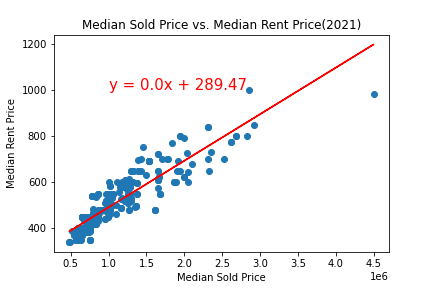 Median Sold Price vs. Median Rent Price(2021)
1200
1000
800
600
400
Median Rent Price
y = 0.0x + 289.47
0.5 1.0 1.5 2.0 2.5 3.0 3.5 4.0 4.5
1e6
Median Sold Price